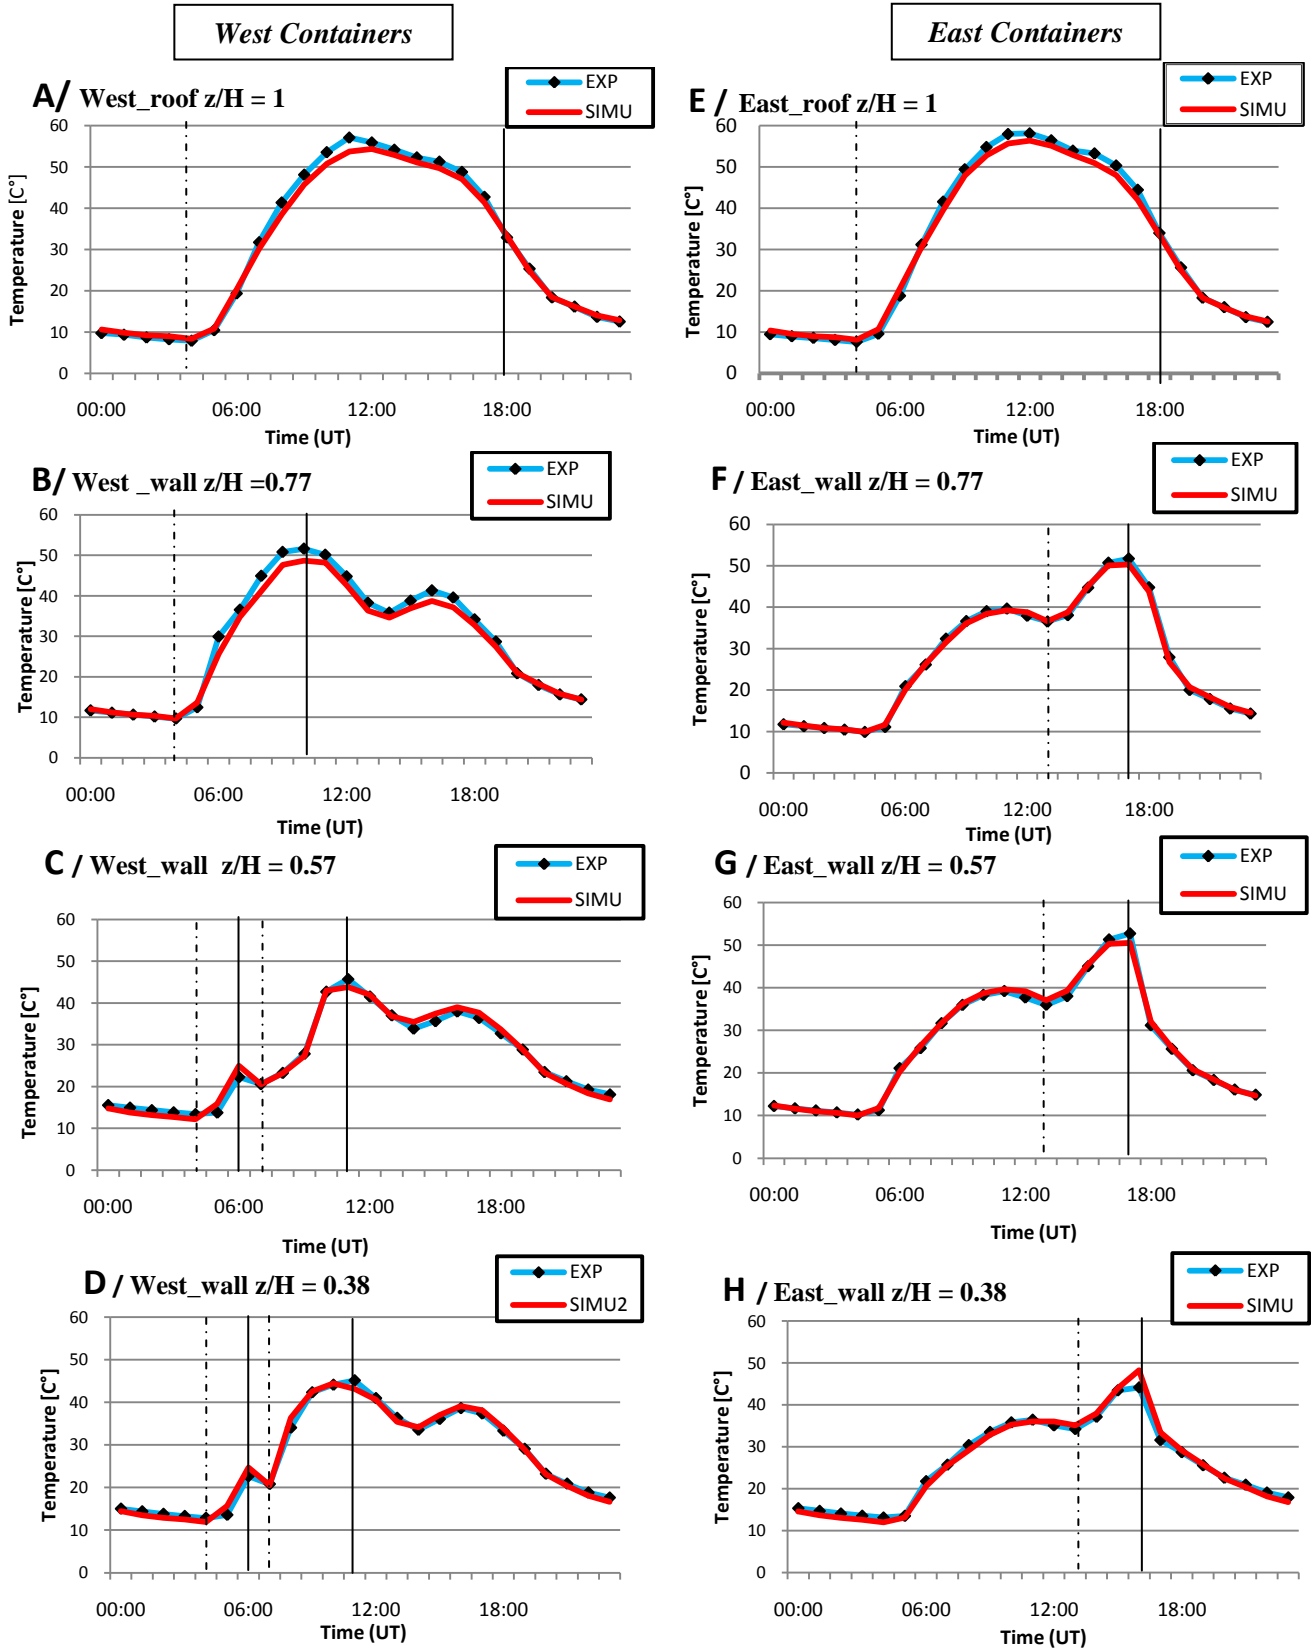 West Containers
East Containers
A/ West_roof z/H = 1
EXP
SIMU
60
50
40
30
20
10
0
Temperature [C°]
00:00 06:00 12:00 18:00
Time (UT)
E / East_roof z/H = 1
EXP
SIMU
60
50
40
30
20
10
0
Temperature [C°]
00:00 06:00 12:00 18:00
Time (UT)
B/ West _wall z/H =0.77
EXP
SIMU
60
50
40
30
20
10
0
Temperature [C°]
00:00 06:00 12:00 18:00
Time (UT)
F / East_wall z/H = 0.77
EXP
SIMU
60
50
40
30
20
10
0
Temperature [C°]
00:00 06:00 12:00 18:00
Time (UT)
C / West_wall z/H = 0.57
EXP
SIMU
60
50
40
30
20
10
0
Temperature [C°]
00:00 06:00 12:00 18:00
Time (UT)
G / East_wall z/H = 0.57
EXP
SIMU
60
50
40
30
20
10
0
Temperature [C°]
00:00 06:00 12:00 18:00
Time (UT)
D / West_wall z/H = 0.38
EXP
SIMU2
60
50
40
30
20
10
0
Temperature [C°]
00:00 06:00 12:00 18:00
Time (UT)
H / East_wall z/H = 0.38
EXP
SIMU
60
50
40
30
20
10
0
Temperature [C°]
00:00 06:00 12:00 18:00
Time (UT)